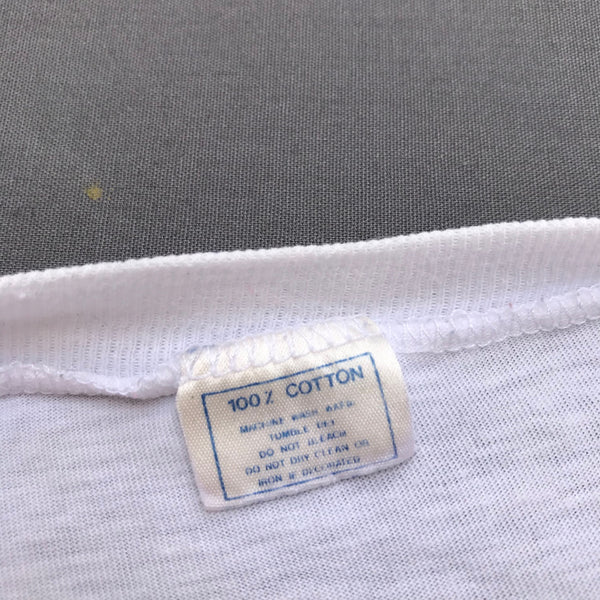 100% COTTON
MACHINE WASH WARM
TUMBLE DRY
DO NOT BLEACH
DO NOT DRY CLEAN OR
IRON IF DECORATED